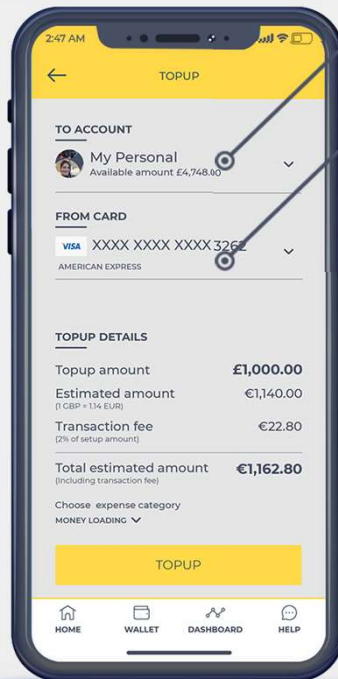 2:47 AM
TOPUP
TO ACCOUNT
My Personal
Available amount £4,748.00
FROM CARD
VISA XXXX XXXX XXXX 3262
AMERICAN EXPRESS
TOPUP DETAILS
Topup amount £1,000.00
Estimated amount €1,140.00
(1 GBP = 1.14 EUR)
Transaction fee €22.80
(2% of setup amount)
Total estimated amount €1,162.80
(Including transaction fee)
Choose expense category
MONEY LOADING
TOPUP
HOME WALLET DASHBOARD HELP